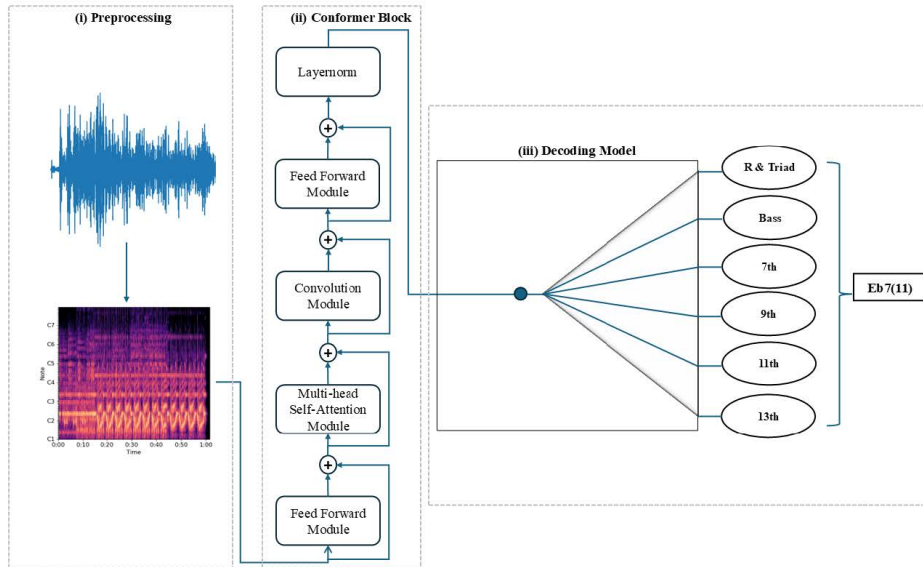 (i) Preprocessing
C7
C6
C5
C4
C3
C2
C1
Note
0:00
0:10
0:20
0:30
0:40
0:50
1:00
Time
(ii) Conformer Block
Layernorm
+
Feed Forward
Module
+
Convolution
Module
+
Multi-head
Self-Attention
Module
+
Feed Forward
Module
(iii) Decoding Model
R & Triad
Bass
7th
9th
11th
13th
Eb7(11)